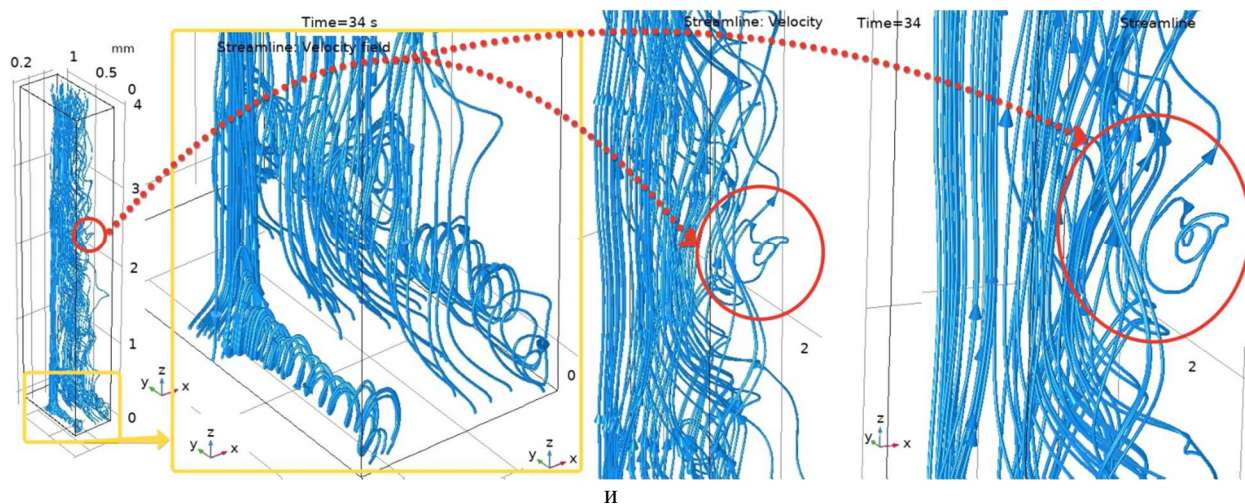 Time=34 s
Streamline: Velocity
Time=34
Streamline
Streamline: Velocity field
mm
0.2
1
0.5
0
4
3
2
1
0
y
z
x
y
z
x
0
y
z
x
2
y
z
x
2
и